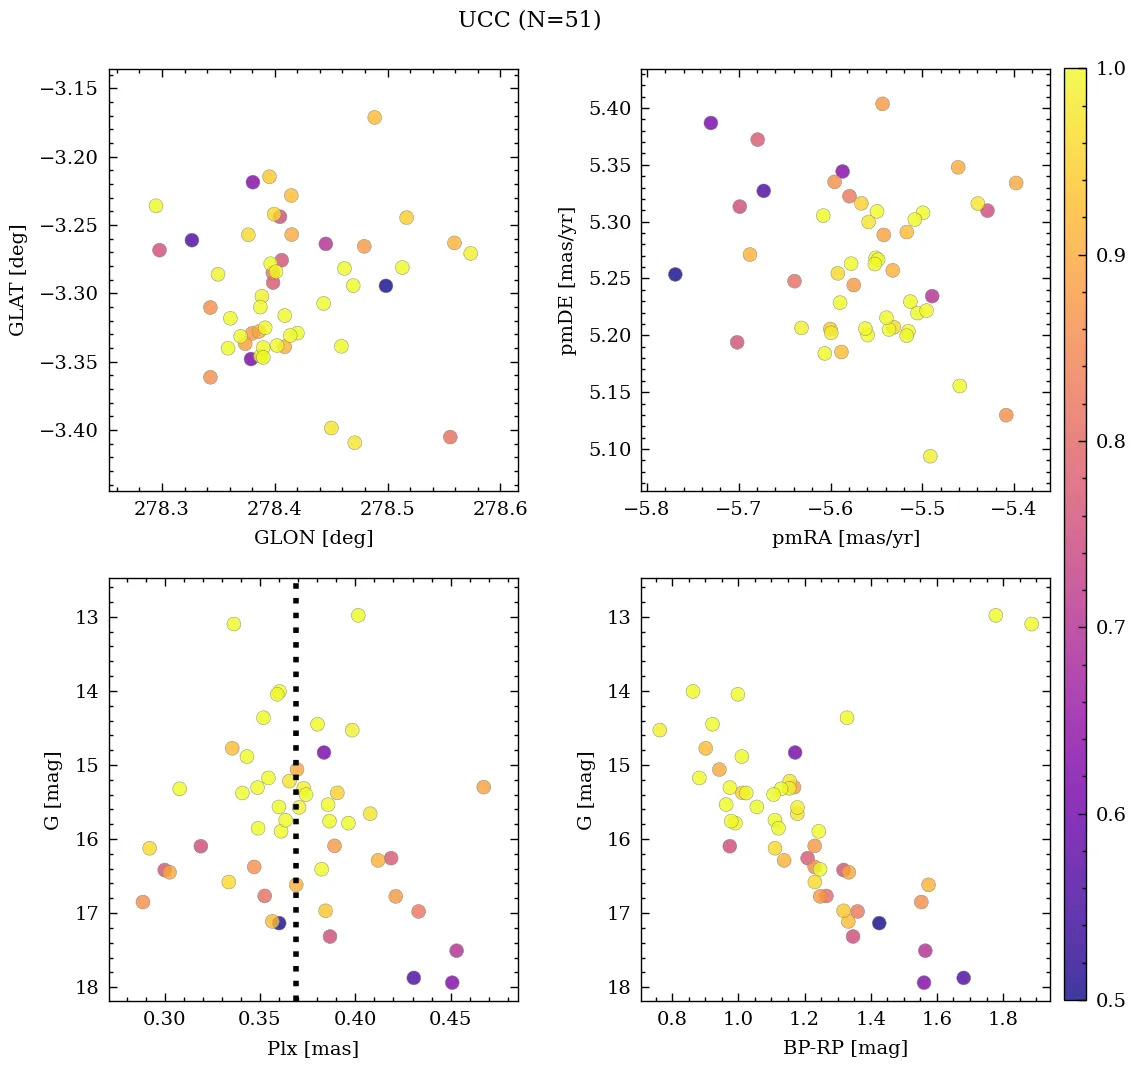 UCC (N=51)
−3.15
−3.20
−3.25
−3.30
−3.35
−3.40
GLAT [deg]
278.3 278.4 278.5 278.6
GLON [deg]
5.40
5.35
5.30
5.25
5.20
5.15
5.10
pmDE [mas/yr]
−5.8 −5.7 −5.6 −5.5 −5.4
pmRA [mas/yr]
13
14
15
16
17
18
G [mag]
0.30 0.35 0.40 0.45
Plx [mas]
13
14
15
16
17
18
G [mag]
0.8 1.0 1.2 1.4 1.6 1.8
BP-RP [mag]
1.0
0.9
0.8
0.7
0.6
0.5